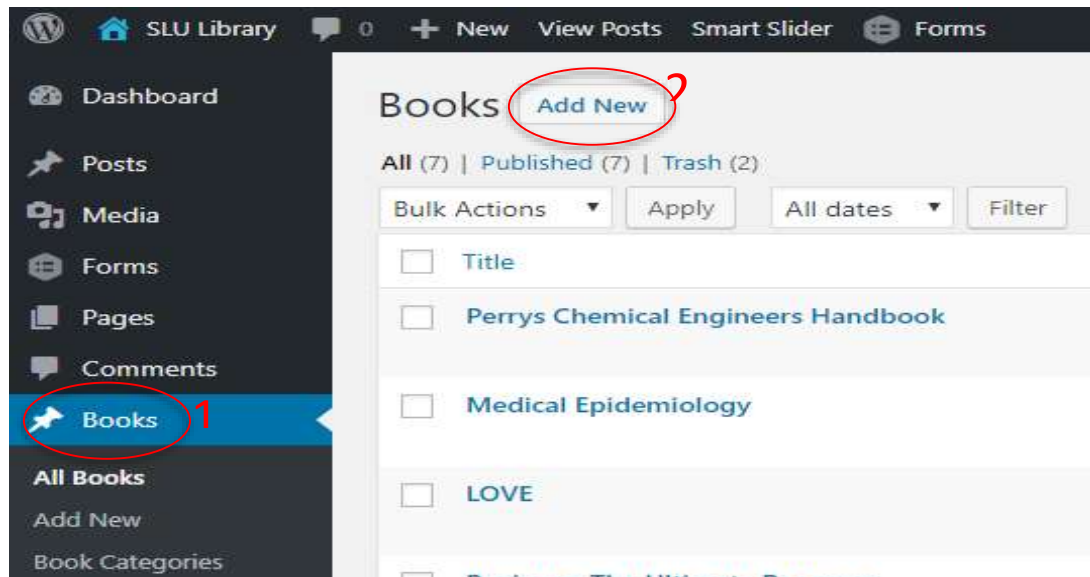 SLU Library 0 + New View Posts Smart Slider Forms
Dashboard
Posts
Media
Forms
Pages
Comments
Books 1
All Books
Add New
Book Categories
Books Add New 2
All (7) | Published (7) | Trash (2)
Bulk Actions Apply All dates Filter
Title
Perrys Chemical Engineers Handbook
Medical Epidemiology
LOVE